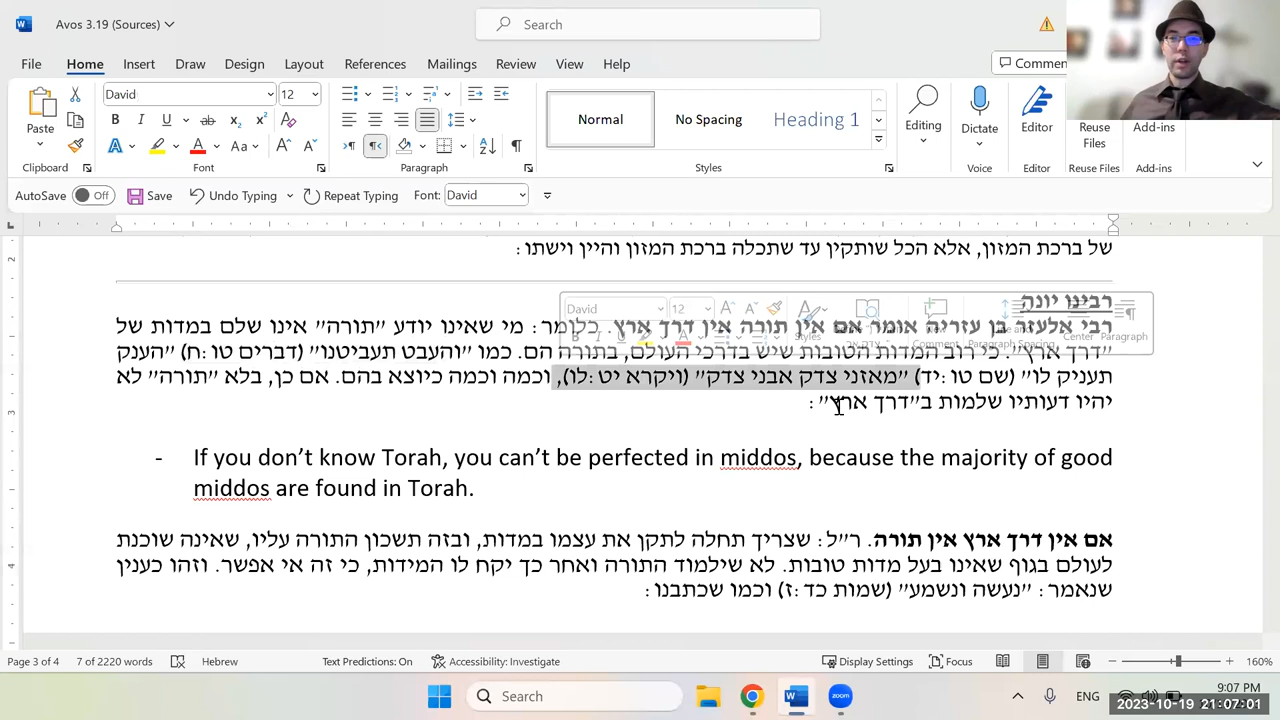 Avos 3.19 (Sources)
Search
File Home Insert Draw Design Layout References Mailings Review View Help
Commen
David 12
Paste
B I U ab x₂ x²
A A Aa A A
Normal
No Spacing
Heading 1
Editing
Dictate
Editor
Reuse Files
Add-ins
Clipboard Font Paragraph Styles Voice Editor Reuse Files Add-ins
AutoSave Off Save Undo Typing Repeat Typing Font: David
של ברכת המזון, אלא הכל שותקין עד שתכלה ברכת המזון והיין וישתו :
רבינו יונה
רבי אלעזר בן עזריה אומר אם אין תורה אין דרך ארץ. כלומר: מי שאינו יודע "תורה" אינו שלם במדות של
"דרך ארץ". כי רוב המדות הטובות שיש בדרכי העולם, בתורה הם. כמו "והעבט תעביטנו" (דברים טו :ח) "הענק
תעניק לו" (שם טו :יד) "מאזני צדק אבני צדק" (ויקרא יט :לו), וכמה וכמה כיוצא בהם. אם כן, בלא "תורה" לא
יהיו דעותיו שלמות ב"דרך ארץ" :
David 12
Styles
- If you don't know Torah, you can't be perfected in middos, because the majority of good
middos are found in Torah.
אם אין דרך ארץ אין תורה. ר"ל : שצריך תחלה לתקן את עצמו במדות, ובזה תשכון התורה עליו, שאינה שוכנת
לעולם בגוף שאינו בעל מדות טובות. לא שילמוד התורה ואחר כך יקח לו המידות, כי זה אי אפשר. וזהו כענין
שנאמר : "נעשה ונשמע" (שמות כד :ז) וכמו שכתבנו :
Page 3 of 4 7 of 2220 words Hebrew Text Predictions: On Accessibility: Investigate Display Settings Focus 160%
Search
ENG
9:07 PM
2023-10-19 21:07:01